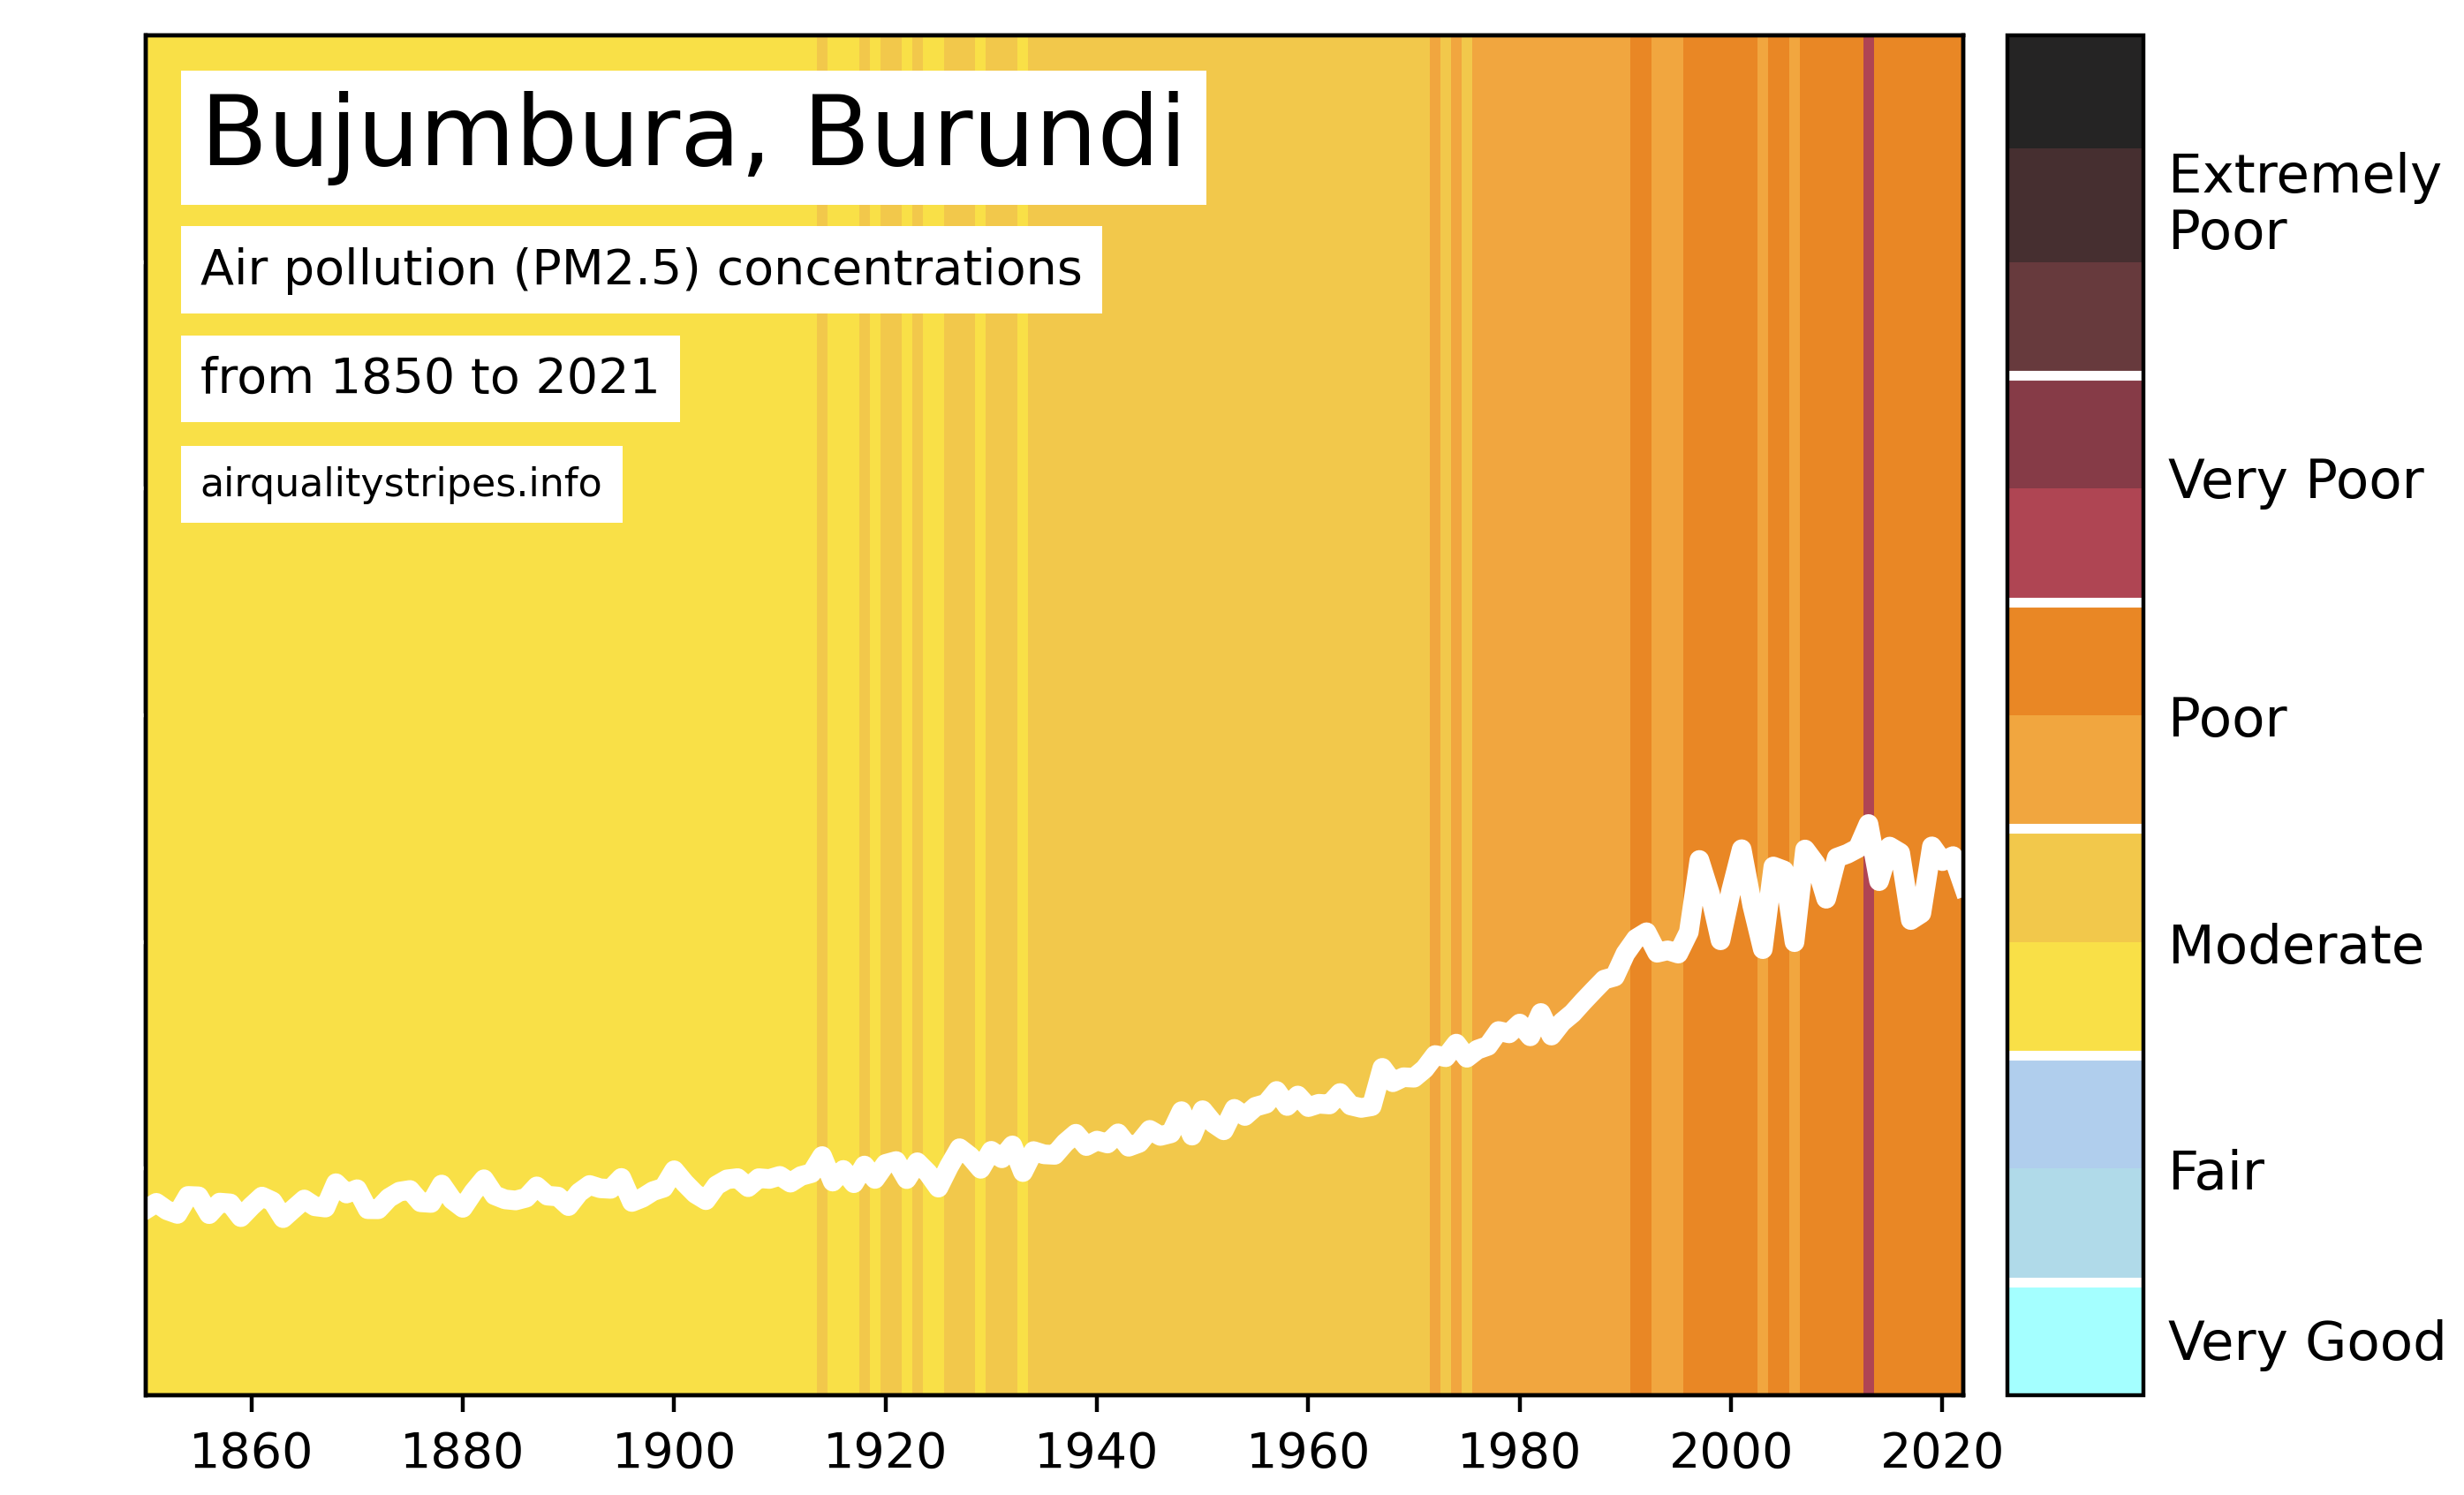 Bujumbura, Burundi
Air pollution (PM2.5) concentrations
from 1850 to 2021
airqualitystripes.info
Extremely
Poor
Very Poor
Poor
Moderate
Fair
Very Good
1860 1880 1900 1920 1940 1960 1980 2000 2020